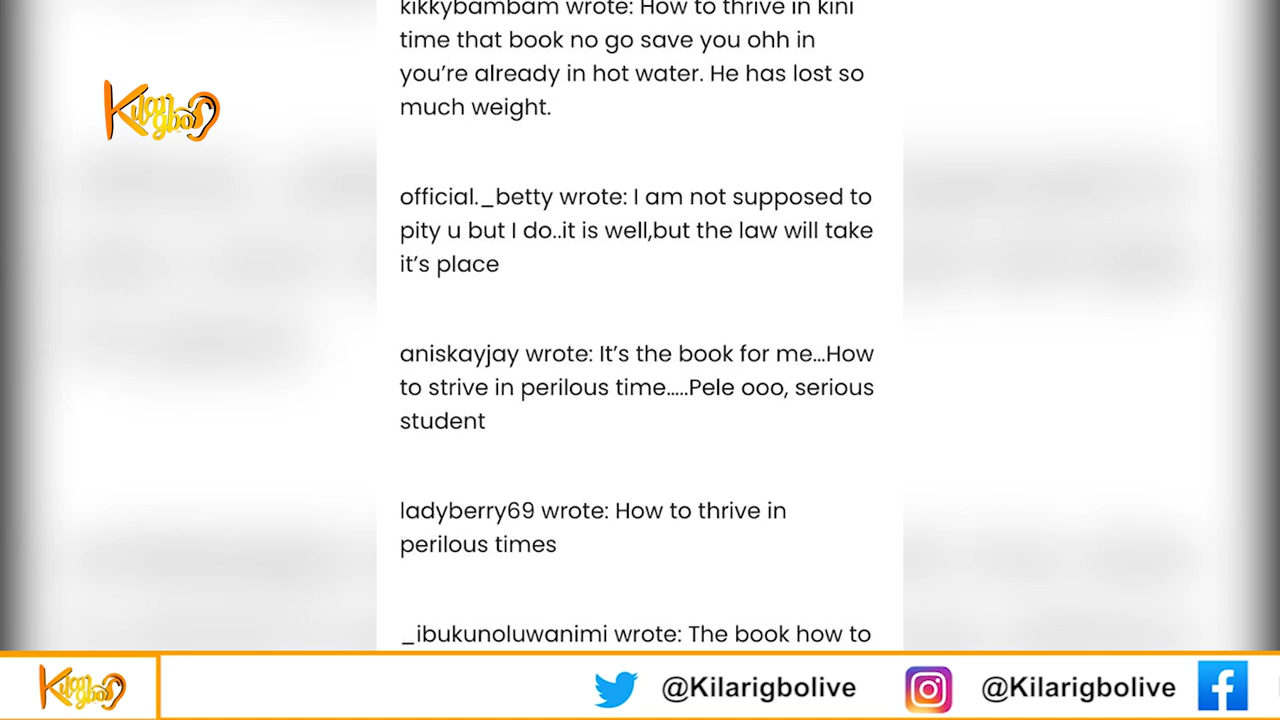 kikkybambam wrote: How to thrive in kini
time that book no go save you ohh in
you're already in hot water. He has lost so
much weight.
Kilarigbo
official._betty wrote: I am not supposed to
pity u but I do..it is well,but the law will take
it's place
aniskayjay wrote: It's the book for me...How
to strive in perilous time.....Pele ooo, serious
student
ladyberry69 wrote: How to thrive in
perilous times
_ibukunoluwanimi wrote: The book how to
Kilarigbo
@Kilarigbolive
@Kilarigbolive